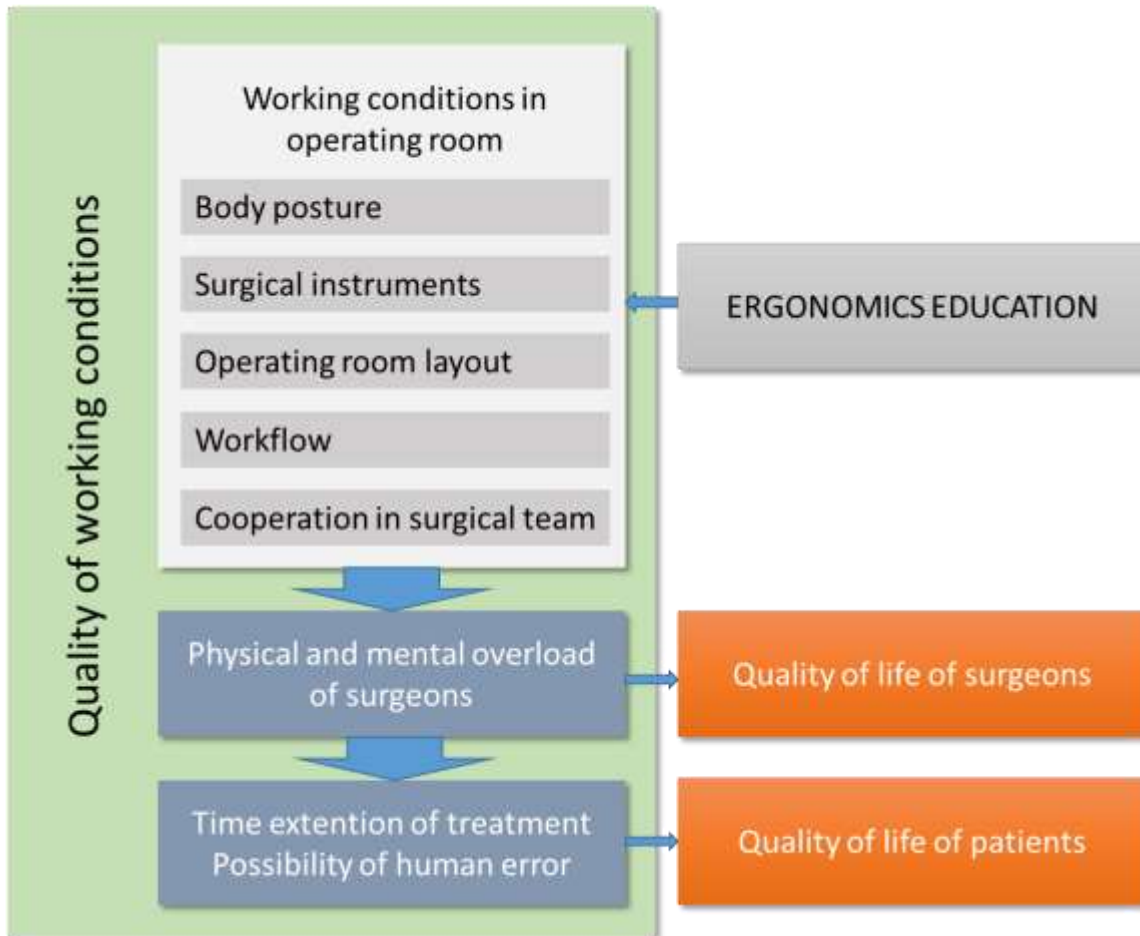 Quality of working conditions
Working conditions in
operating room
Body posture
Surgical instruments
Operating room layout
Workflow
Cooperation in surgical team
ERGONOMICS EDUCATION
Physical and mental overload
of surgeons
Quality of life of surgeons
Time extention of treatment
Possibility of human error
Quality of life of patients